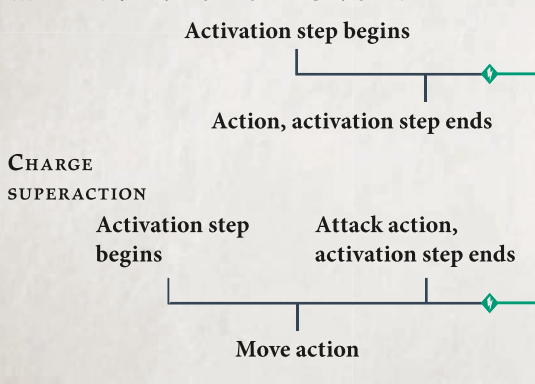 Activation step begins
Action, activation step ends
CHARGE
SUPERACTION
Activation step
begins
Attack action,
activation step ends
Move action